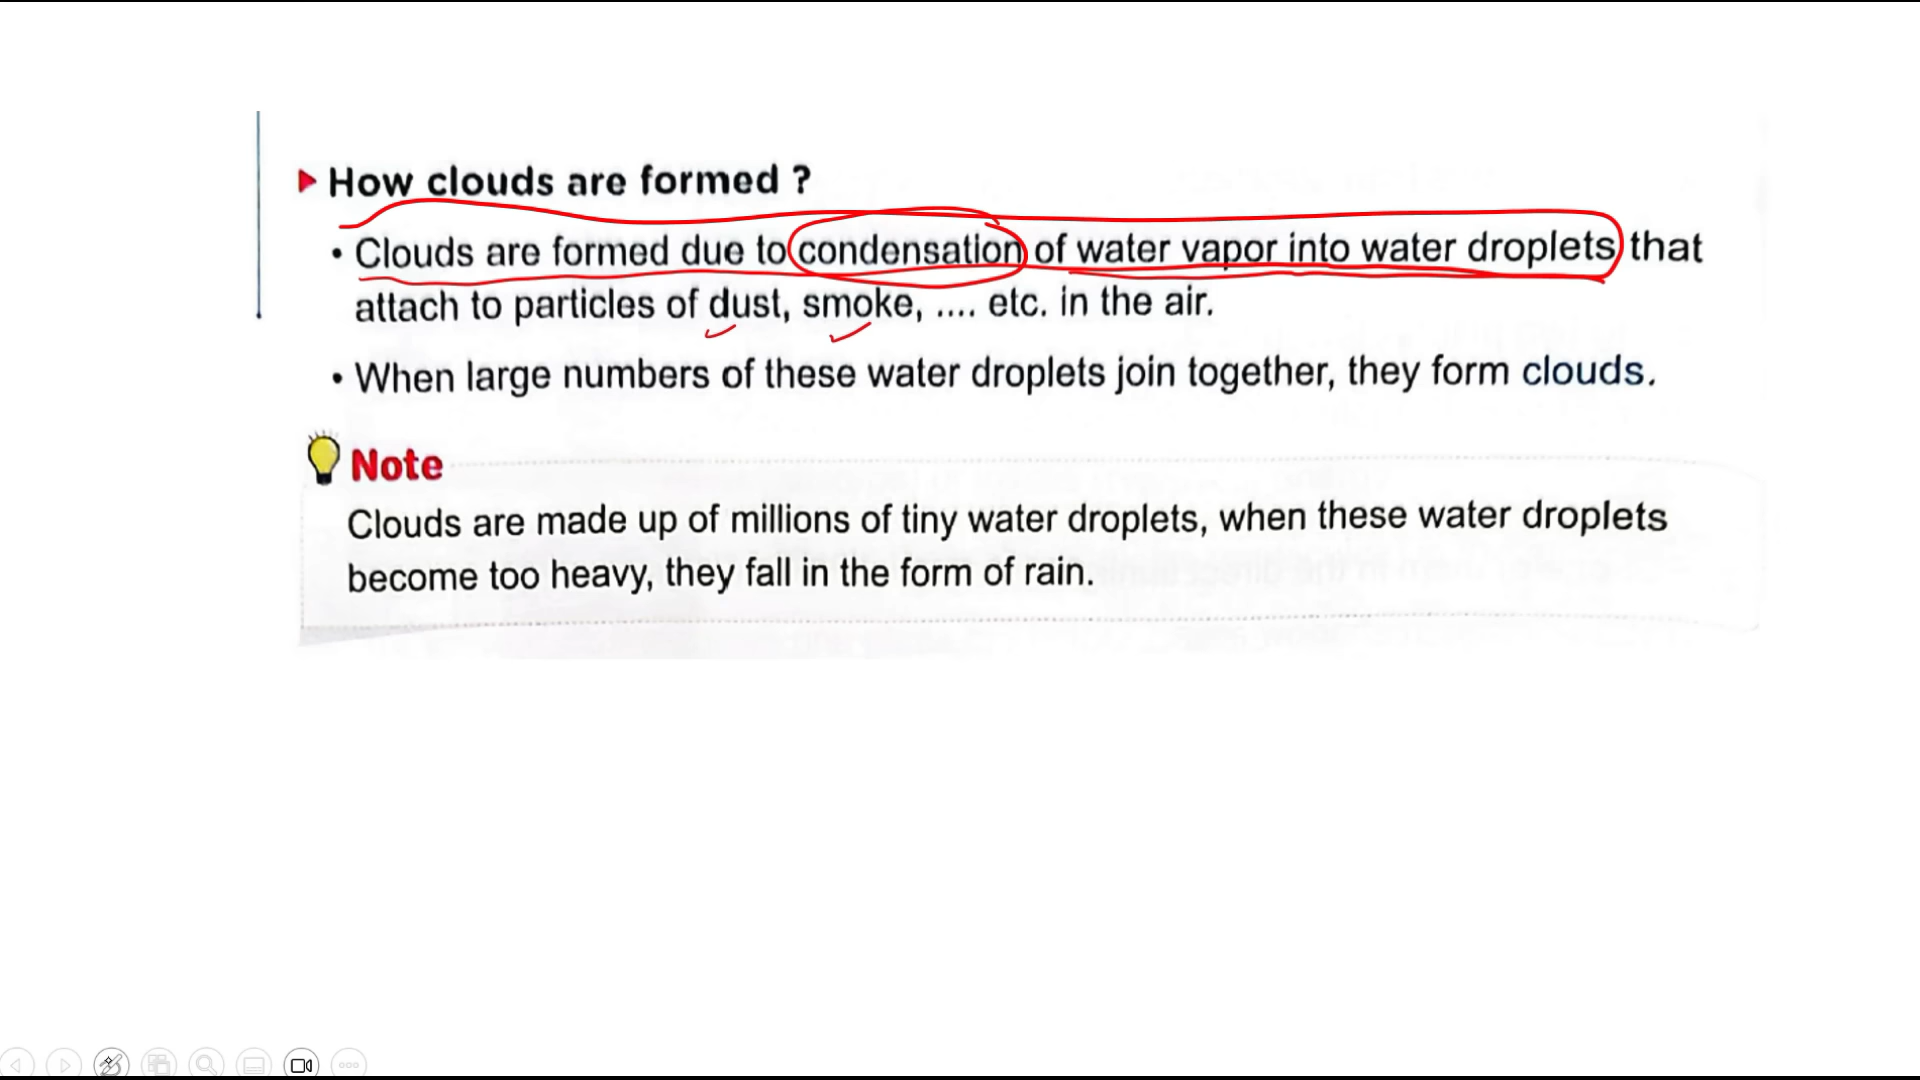 How clouds are formed ?
• Clouds are formed due to condensation of water vapor into water droplets that
attach to particles of dust, smoke, .... etc. in the air.
• When large numbers of these water droplets join together, they form clouds.
Note
Clouds are made up of millions of tiny water droplets, when these water droplets
become too heavy, they fall in the form of rain.